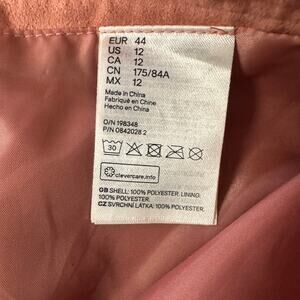 EUR 44
US 12
CA 12
CN 175/84A
MX 12
Made in China
Fabriqué en Chine
Hecho en China
O/N 198348
P/N 0842028 2
30
clevercare.info
GB SHELL: 100% POLYESTER. LINING:
100% POLYESTER.
CZ SVRCHNÍ LÁTKA: 100% POLYESTER.